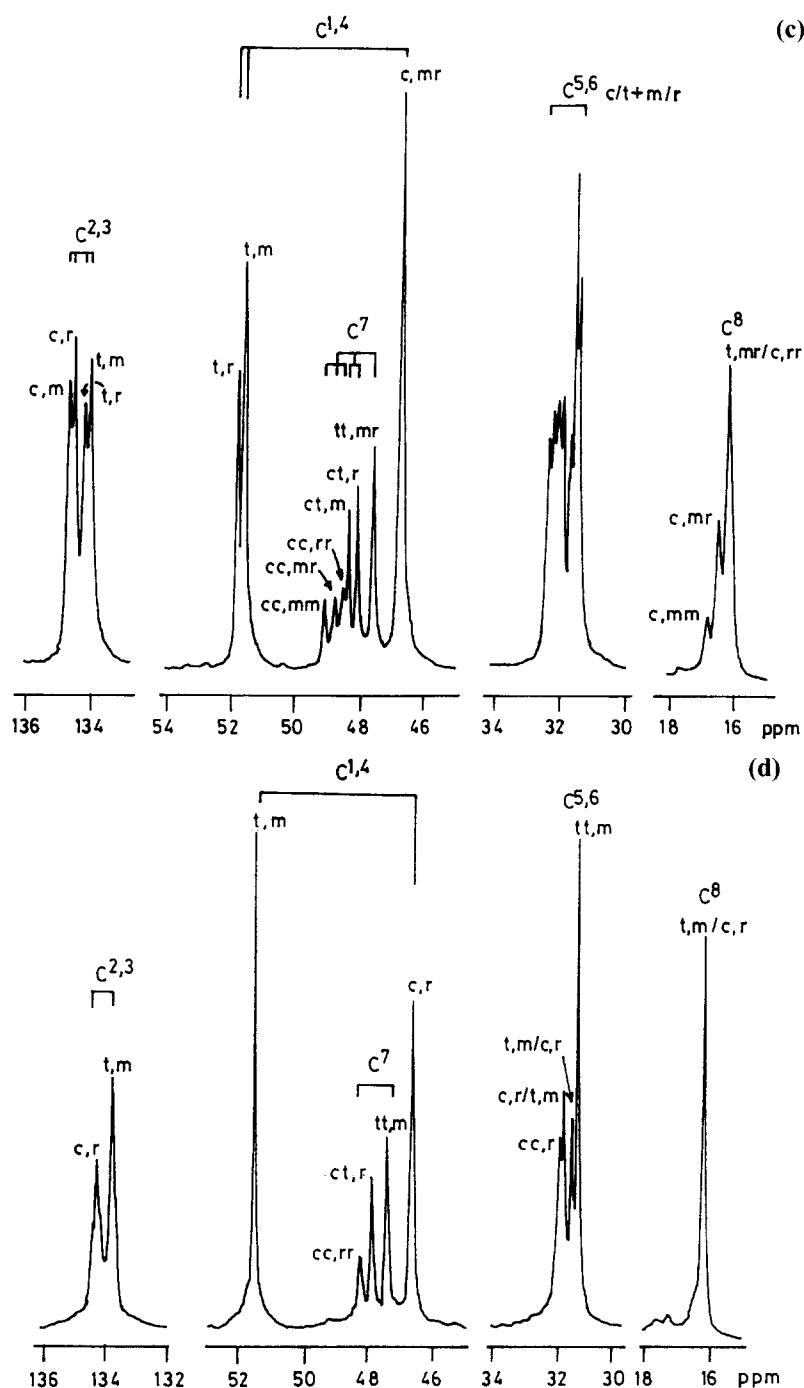 (c)
C1,4
c,mr
C5,6 c/t+m/r
C2,3
t,m
c,r
t,m
c,m
t,r
t,r
C7
tt,mr
ct,r
ct,m
cc,rr
cc,mr
cc,mm
C8
t,mr/c,rr
c,mr
c,mm
136 134 54 52 50 48 46 34 32 30 18 16 ppm
(d)
C1,4
t,m
C5,6
tt,m
C8
t,m/c,r
C2,3
t,m
c,r
c,r
C7
tt,m
ct,r
cc,rr
t,m/c,r
c,r/t,m
cc,r
136 134 132 52 50 48 46 34 32 30 18 16 ppm